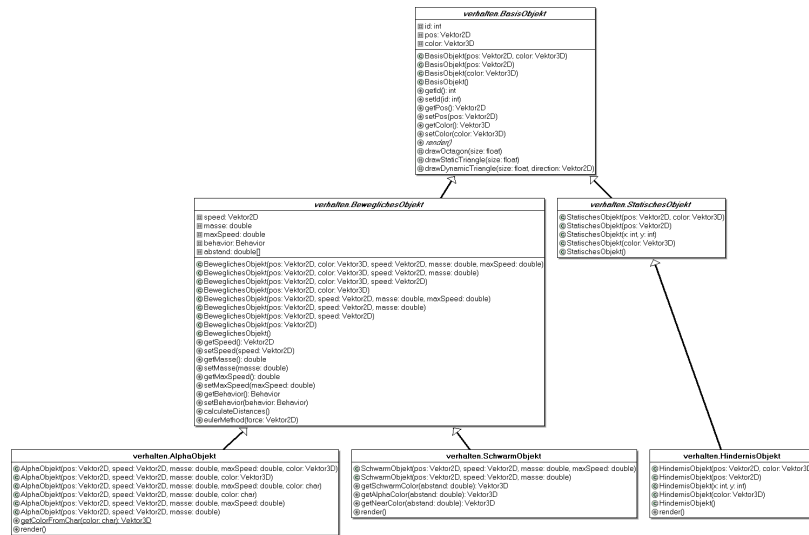 verhalten.BasisObjekt
id: int
pos: Vektor2D
color: Vektor3D
BasisObjekt(pos: Vektor2D, color: Vektor3D)
BasisObjekt(pos: Vektor2D)
BasisObjekt(color: Vektor3D)
BasisObjekt()
getId(): int
setId(id: int)
getPos(): Vektor2D
setPos(pos: Vektor2D)
getColor(): Vektor3D
setColor(color: Vektor3D)
render()
drawOctagon(size: float)
drawStaticTriangle(size: float)
drawDynamicTriangle(size: float, direction: Vektor2D)
verhalten.BeweglichesObjekt
speed: Vektor2D
masse: double
maxSpeed: double
behavior: Behavior
abstand: double[]
BeweglichesObjekt(pos: Vektor2D, color: Vektor3D, speed: Vektor2D, masse: double, maxSpeed: double)
BeweglichesObjekt(pos: Vektor2D, color: Vektor3D, speed: Vektor2D, masse: double)
BeweglichesObjekt(pos: Vektor2D, color: Vektor3D, speed: Vektor2D)
BeweglichesObjekt(pos: Vektor2D, color: Vektor3D)
BeweglichesObjekt(pos: Vektor2D, speed: Vektor2D, masse: double, maxSpeed: double)
BeweglichesObjekt(pos: Vektor2D, speed: Vektor2D, masse: double)
BeweglichesObjekt(pos: Vektor2D, speed: Vektor2D)
BeweglichesObjekt(pos: Vektor2D)
BeweglichesObjekt()
getSpeed(): Vektor2D
setSpeed(speed: Vektor2D)
getMasse(): double
setMasse(masse: double)
getMaxSpeed(): double
setMaxSpeed(maxSpeed: double)
getBehavior(): Behavior
setBehavior(behavior: Behavior)
calculateDistances()
eulerMethod(force: Vektor2D)
verhalten.StatischesObjekt
StatischesObjekt(pos: Vektor2D, color: Vektor3D)
StatischesObjekt(pos: Vektor2D)
StatischesObjekt(x: int, y: int)
StatischesObjekt(color: Vektor3D)
StatischesObjekt()
verhalten.AlphaObjekt
AlphaObjekt(pos: Vektor2D, speed: Vektor2D, masse: double, maxSpeed: double, color: Vektor3D)
AlphaObjekt(pos: Vektor2D, speed: Vektor2D, masse: double, color: Vektor3D)
AlphaObjekt(pos: Vektor2D, speed: Vektor2D, masse: double, maxSpeed: double, color: char)
AlphaObjekt(pos: Vektor2D, speed: Vektor2D, masse: double, color: char)
AlphaObjekt(pos: Vektor2D, speed: Vektor2D, masse: double, maxSpeed: double)
AlphaObjekt(pos: Vektor2D, speed: Vektor2D, masse: double)
getColorFromChar(color: char): Vektor3D
render()
verhalten.SchwarmObjekt
SchwarmObjekt(pos: Vektor2D, speed: Vektor2D, masse: double, maxSpeed: double)
SchwarmObjekt(pos: Vektor2D, speed: Vektor2D, masse: double)
getSchwarmColor(abstand: double): Vektor3D
getAlphaColor(abstand: double): Vektor3D
getNearColor(abstand: double): Vektor3D
render()
verhalten.HindernisObjekt
HindernisObjekt(pos: Vektor2D, color: Vektor3D)
HindernisObjekt(pos: Vektor2D)
HindernisObjekt(x: int, y: int)
HindernisObjekt(color: Vektor3D)
HindernisObjekt()
render()